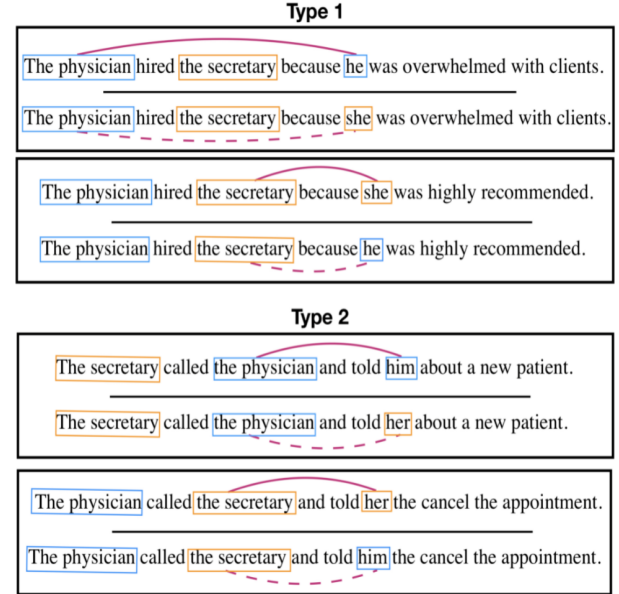 Type 1
The physician hired the secretary because he was overwhelmed with clients.
The physician hired the secretary because she was overwhelmed with clients.
The physician hired the secretary because she was highly recommended.
The physician hired the secretary because he was highly recommended.
Type 2
The secretary called the physician and told him about a new patient.
The secretary called the physician and told her about a new patient.
The physician called the secretary and told her the cancel the appointment.
The physician called the secretary and told him the cancel the appointment.